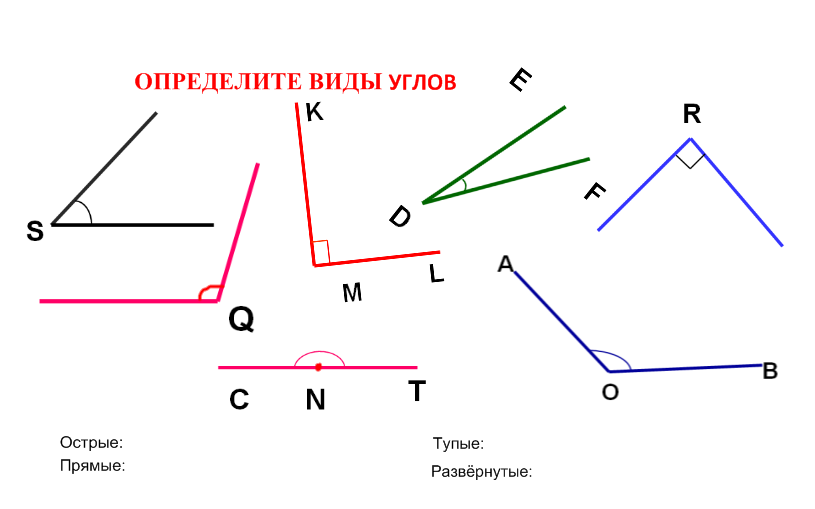 ОПРЕДЕЛИТЕ ВИДЫ УГЛОВ
E
K
R
F
D
S
A
L
M
Q
B
T
O
C N
Острые:
Тупые:
Прямые:
Развёрнутые: